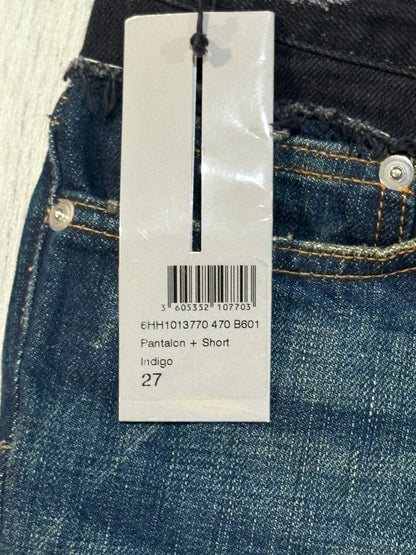 3 605352 107703
6HH1013770 470 B601
Pantalon + Short
Indigo
27